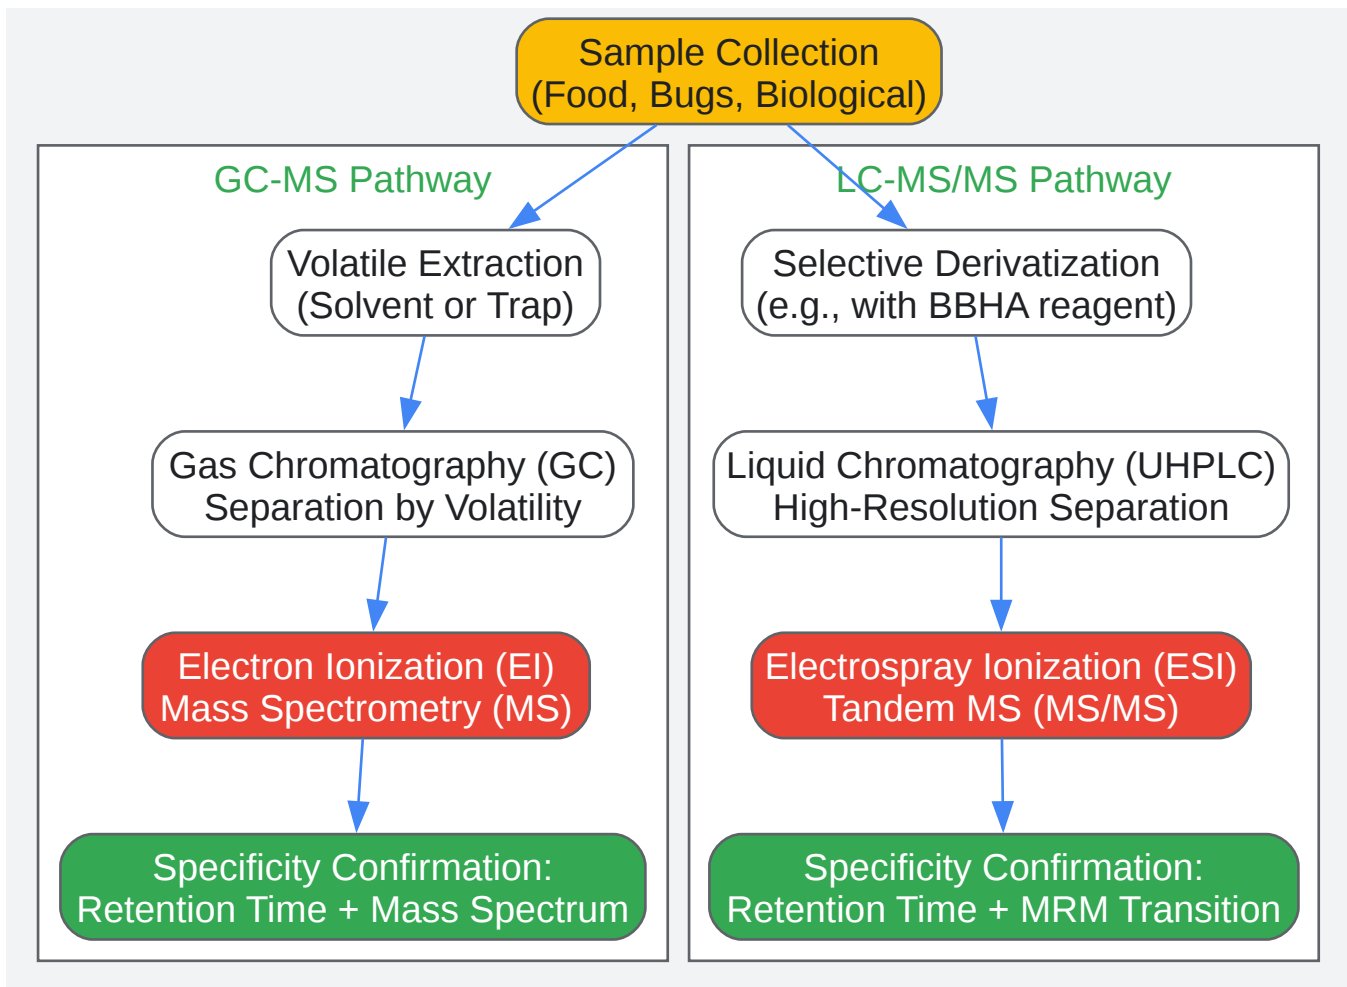 Sample Collection
(Food, Bugs, Biological)
GC-MS Pathway
Volatile Extraction
(Solvent or Trap)
Gas Chromatography (GC)
Separation by Volatility
Electron Ionization (EI)
Mass Spectrometry (MS)
Specificity Confirmation:
Retention Time + Mass Spectrum
LC-MS/MS Pathway
Selective Derivatization
(e.g., with BBHA reagent)
Liquid Chromatography (UHPLC)
High-Resolution Separation
Electrospray Ionization (ESI)
Tandem MS (MS/MS)
Specificity Confirmation:
Retention Time + MRM Transition